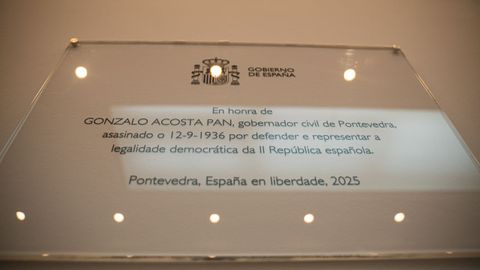 GOBIERNO
DE ESPAÑA
En honra de
GONZALO ACOSTA PAN, gobernador civil de Pontevedra,
asasinado o 12-9-1936 por defender e representar a
legalidade democrática da II República española.
Pontevedra, España en liberdade, 2025